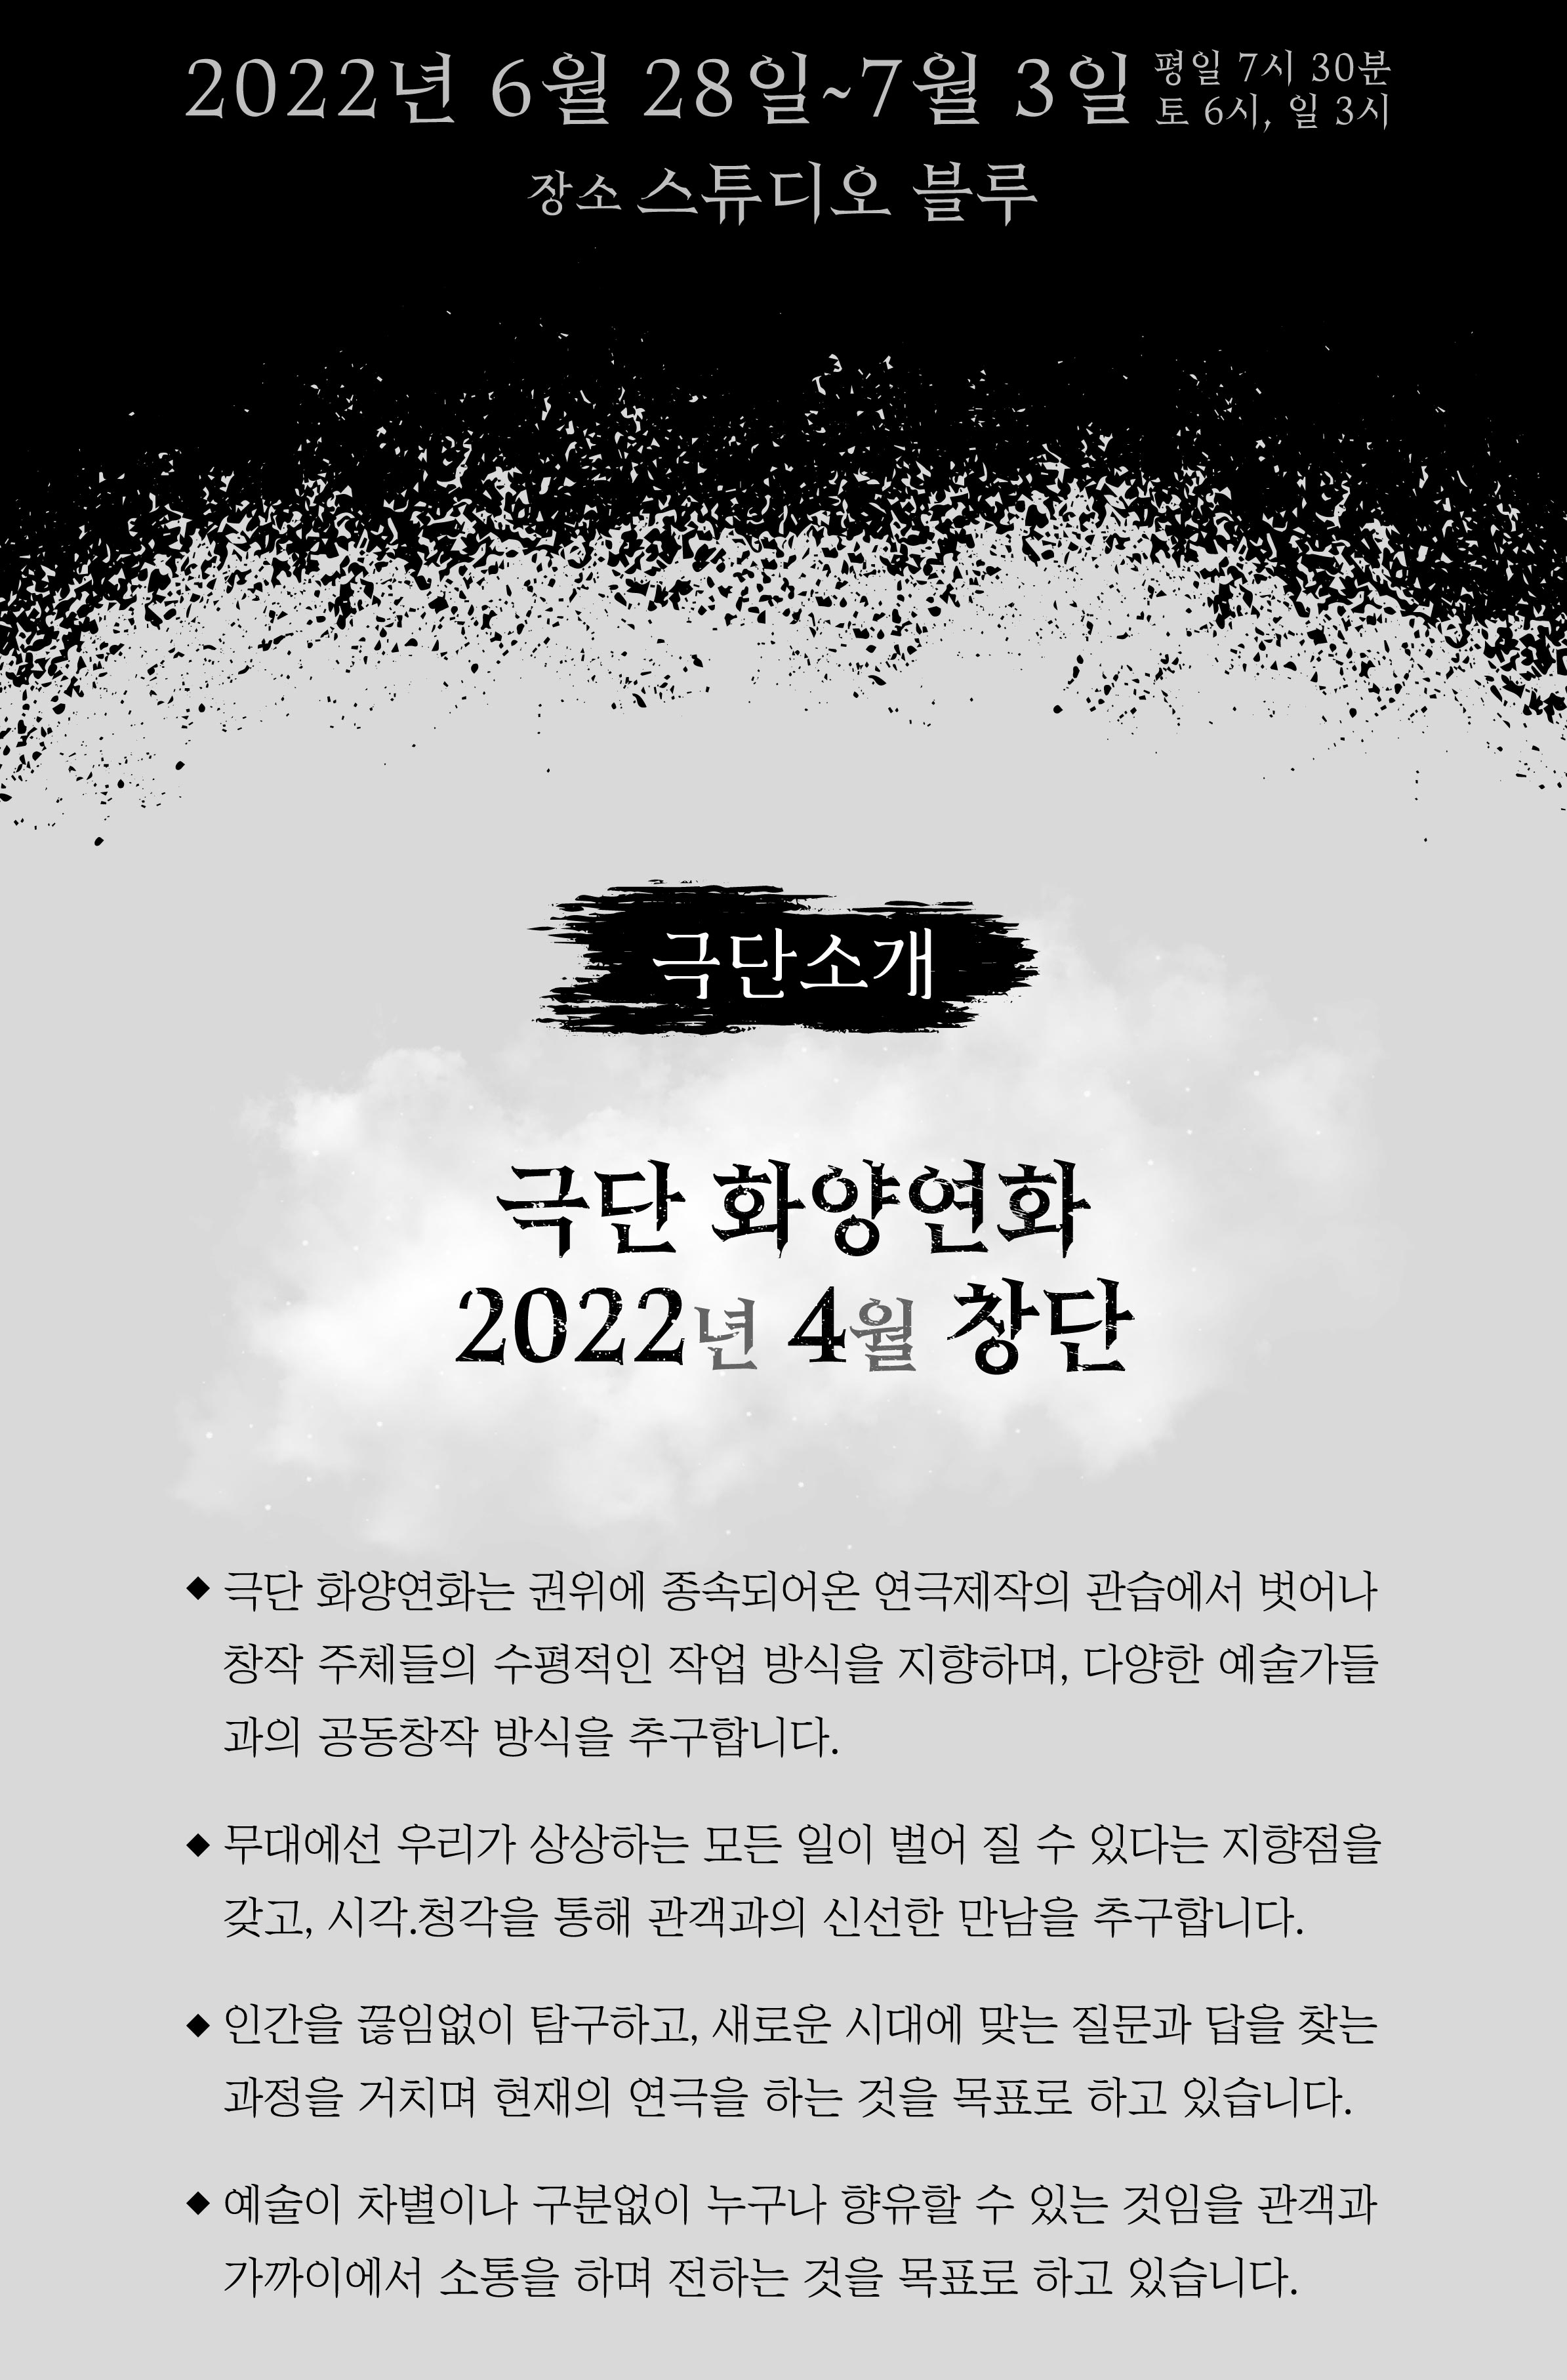 2022년 6월 28일~7월 3일 평일 7시 30분
토 6시, 일 3시
장소 스튜디오 블루
극단소개
극단 화양연화
2022년 4월 창단
◆ 극단 화양연화는 권위에 종속되어온 연극제작의 관습에서 벗어나
창작 주체들의 수평적인 작업 방식을 지향하며, 다양한 예술가들
과의 공동창작 방식을 추구합니다.
◆ 무대에선 우리가 상상하는 모든 일이 벌어 질 수 있다는 지향점을
갖고, 시각.청각을 통해 관객과의 신선한 만남을 추구합니다.
◆ 인간을 끊임없이 탐구하고, 새로운 시대에 맞는 질문과 답을 찾는
과정을 거치며 현재의 연극을 하는 것을 목표로 하고 있습니다.
◆ 예술이 차별이나 구분없이 누구나 향유할 수 있는 것임을 관객과
가까이에서 소통을 하며 전하는 것을 목표로 하고 있습니다.